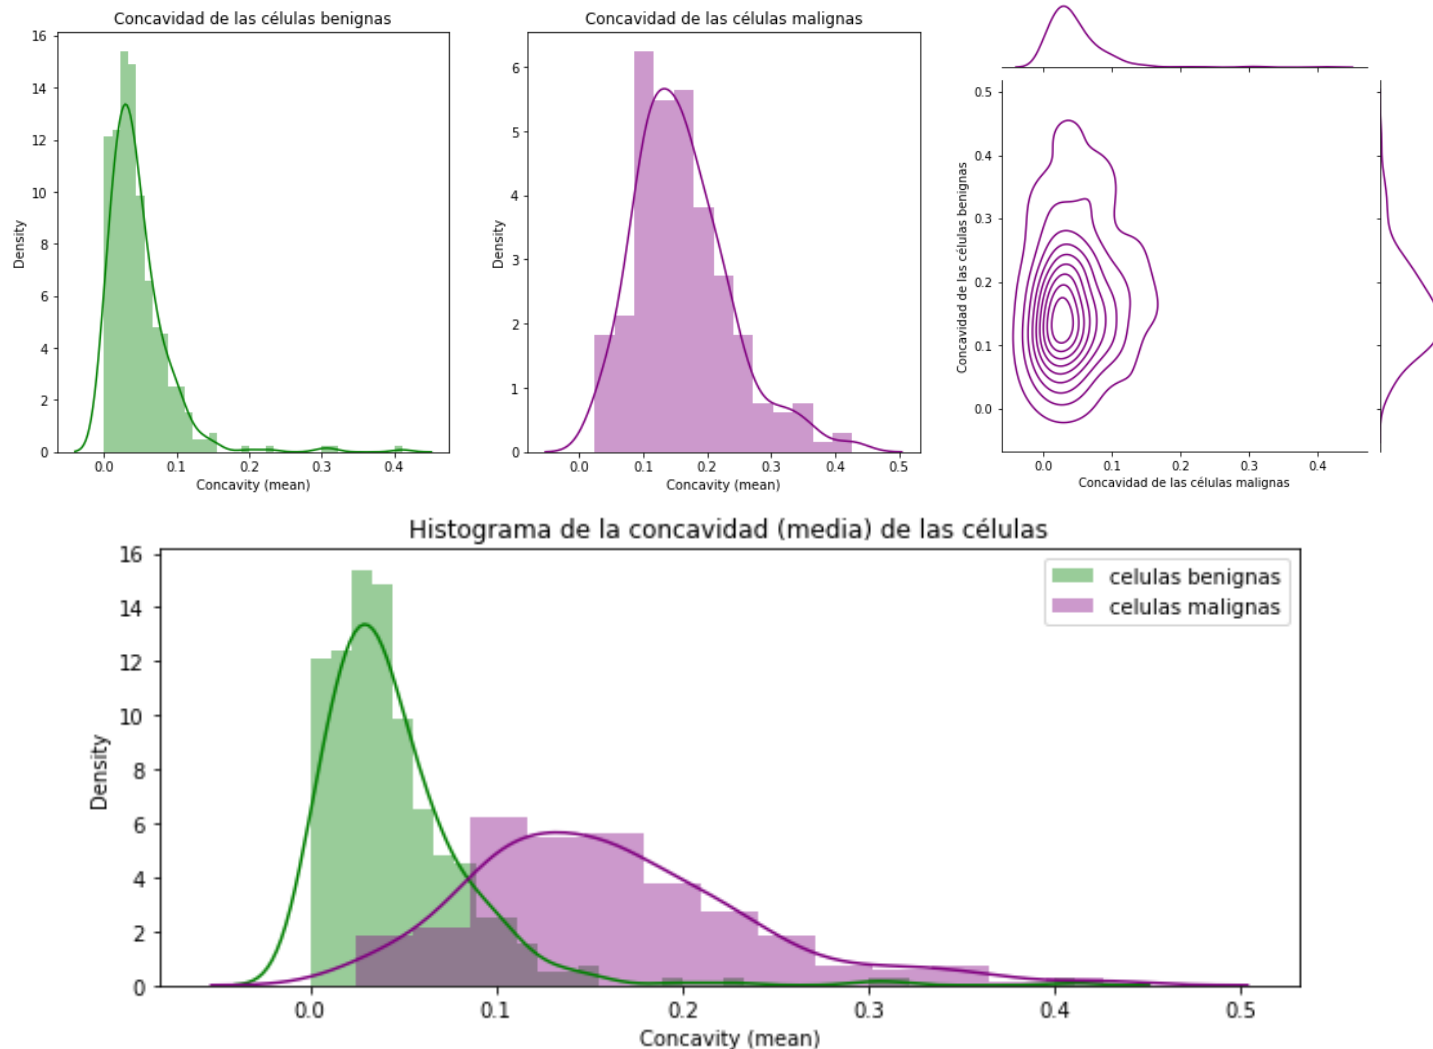 Concavidad de las células benignas
16
14
12
10
8
6
4
2
0
Density
0.0 0.1 0.2 0.3 0.4
Concavity (mean)
Concavidad de las células malignas
6
5
4
3
2
1
0
Density
0.0 0.1 0.2 0.3 0.4 0.5
Concavity (mean)
0.5
0.4
0.3
0.2
0.1
0.0
Concavidad de las células benignas
0.0 0.1 0.2 0.3 0.4
Concavidad de las células malignas
Histograma de la concavidad (media) de las células
celulas benignas
celulas malignas
16
14
12
10
8
6
4
2
0
Density
0.0 0.1 0.2 0.3 0.4 0.5
Concavity (mean)